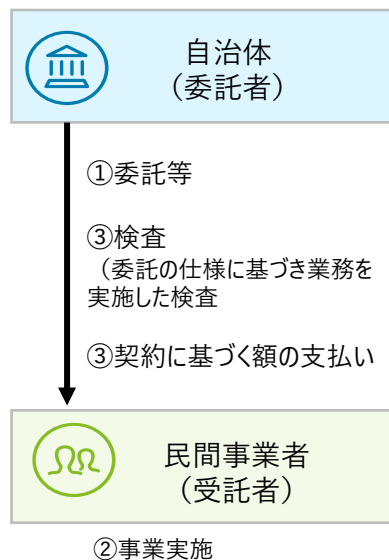 自治体
（委託者）
①委託等
③検査
（委託の仕様に基づき業務を
実施した検査
③契約に基づく額の支払い
民間事業者
（受託者）
②事業実施